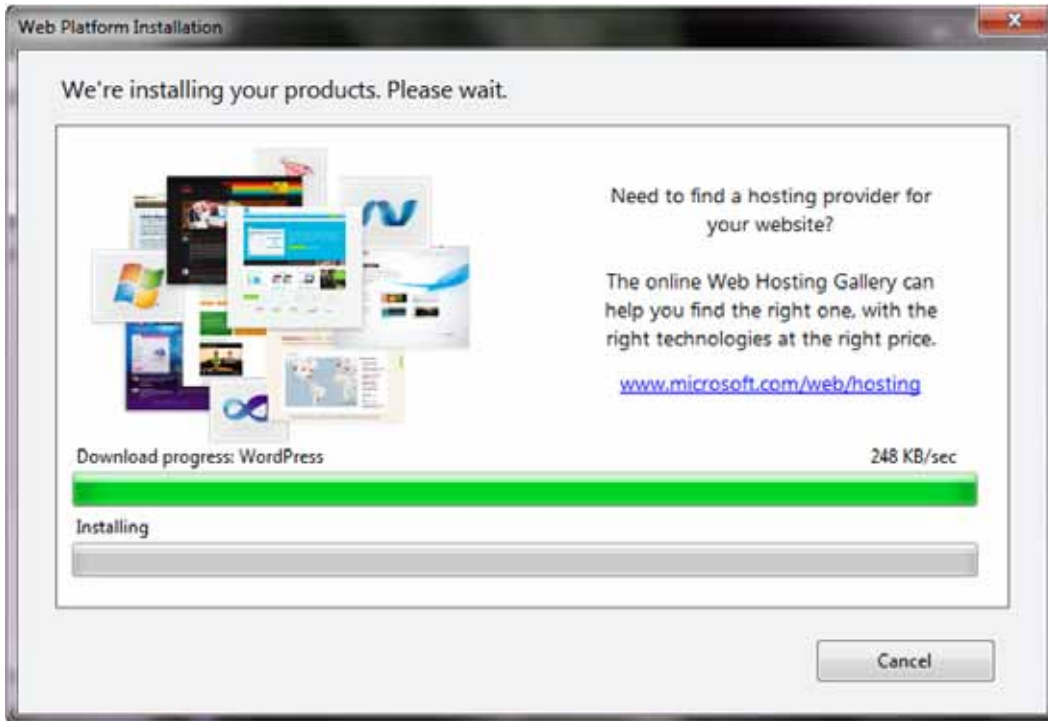 Web Platform Installation
We're installing your products. Please wait.
Need to find a hosting provider for
your website?
The online Web Hosting Gallery can
help you find the right one, with the
right technologies at the right price.
www.microsoft.com/web/hosting
Download progress: WordPress 248 KB/sec
Installing
Cancel